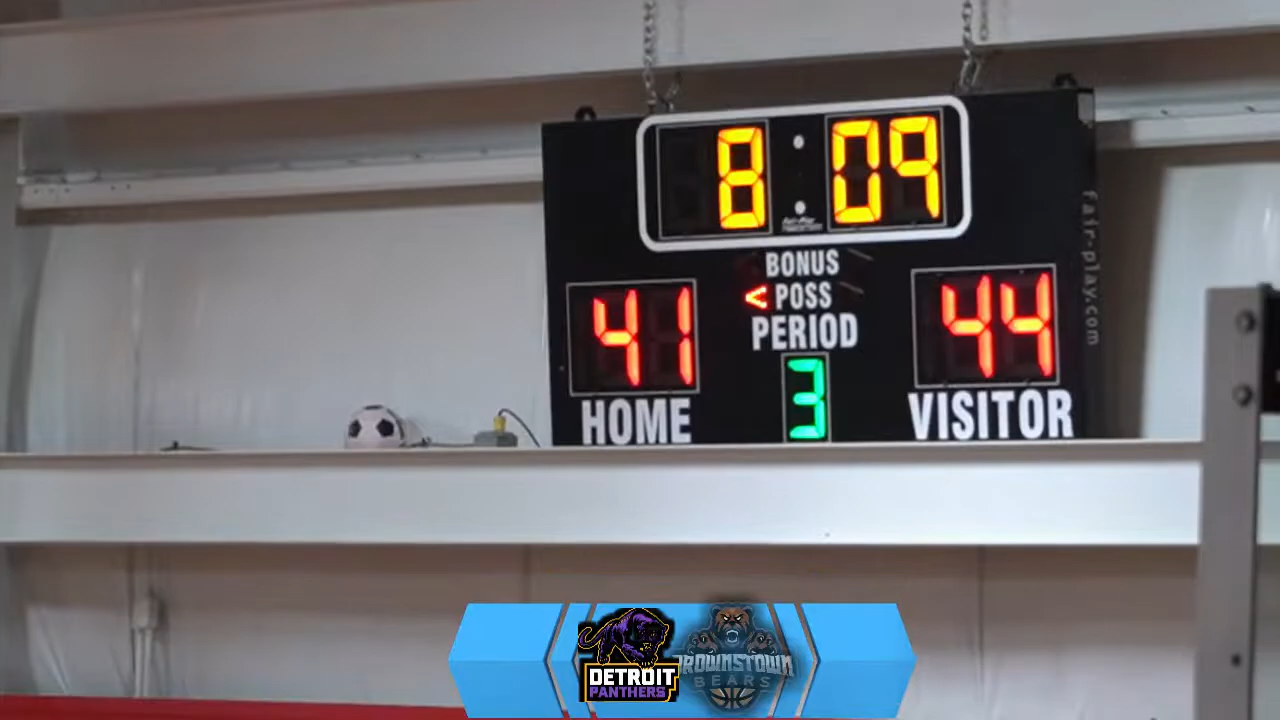 8:09
BONUS
< POSS
PERIOD
41
3
44
HOME
VISITOR
fair-play.com
DETROIT
PANTHERS
BROWNSTOWN
BEARS